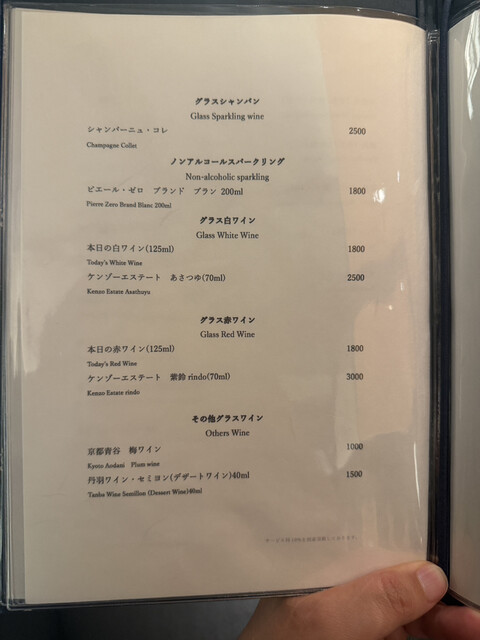 グラスシャンパン
Glass Sparkling wine
シャンパーニュ・コレ 2500
Champagne Collet
ノンアルコールスパークリング
Non-alcoholic sparkling
ピエール・ゼロ ブランド ブラン 200ml 1800
Pierre Zero Brand Blanc 200ml
グラス白ワイン
Glass White Wine
本日の白ワイン(125ml) 1800
Today's White Wine
ケンゾーエステート あさつゆ(70ml) 2500
Kenzo Estate Asathuyu
グラス赤ワイン
Glass Red Wine
本日の赤ワイン(125ml) 1800
Today's Red Wine
ケンゾーエステート 紫鈴 rindo(70ml) 3000
Kenzo Estate rindo
その他グラスワイン
Others Wine
京都青谷 梅ワイン 1000
Kyoto Aodani Plum wine
丹羽ワイン・セミヨン(デザートワイン)40ml 1500
Tanba Wine Semillon (Dessert Wine)40ml